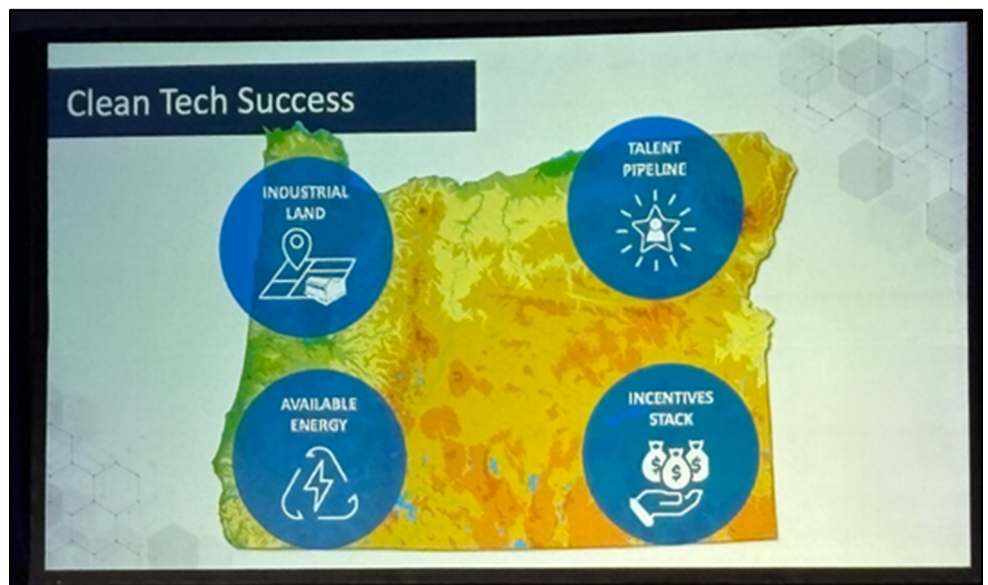 Clean Tech Success
INDUSTRIAL
LAND
TALENT
PIPELINE
AVAILABLE
ENERGY
INCENTIVES
STACK
$ $ $